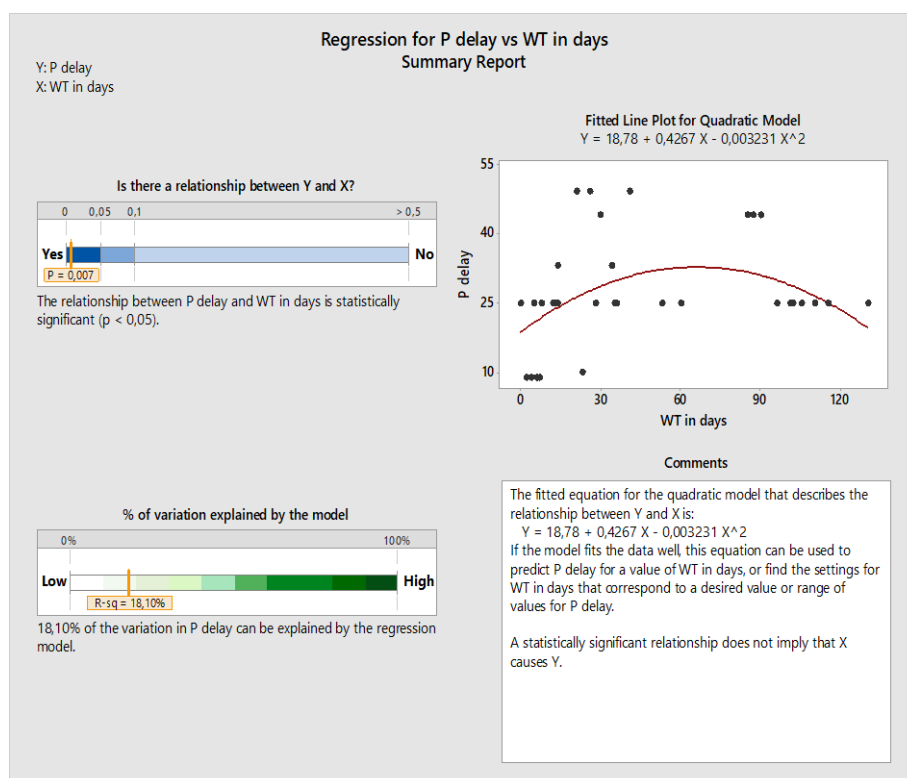 Regression for P delay vs WT in days
Summary Report
Y: P delay
X: WT in days
Is there a relationship between Y and X?
0 0,05 0,1 > 0,5
Yes No
P = 0,007
The relationship between P delay and WT in days is statistically
significant (p < 0,05).
% of variation explained by the model
0% 100%
Low High
R-sq = 18,10%
18,10% of the variation in P delay can be explained by the regression
model.
Fitted Line Plot for Quadratic Model
Y = 18,78 + 0,4267 X - 0,003231 X^2
55
40
25
10
P delay
0 30 60 90 120
WT in days
Comments
The fitted equation for the quadratic model that describes the
relationship between Y and X is:
Y = 18,78 + 0,4267 X - 0,003231 X^2
If the model fits the data well, this equation can be used to
predict P delay for a value of WT in days, or find the settings for
WT in days that correspond to a desired value or range of
values for P delay.
A statistically significant relationship does not imply that X
causes Y.